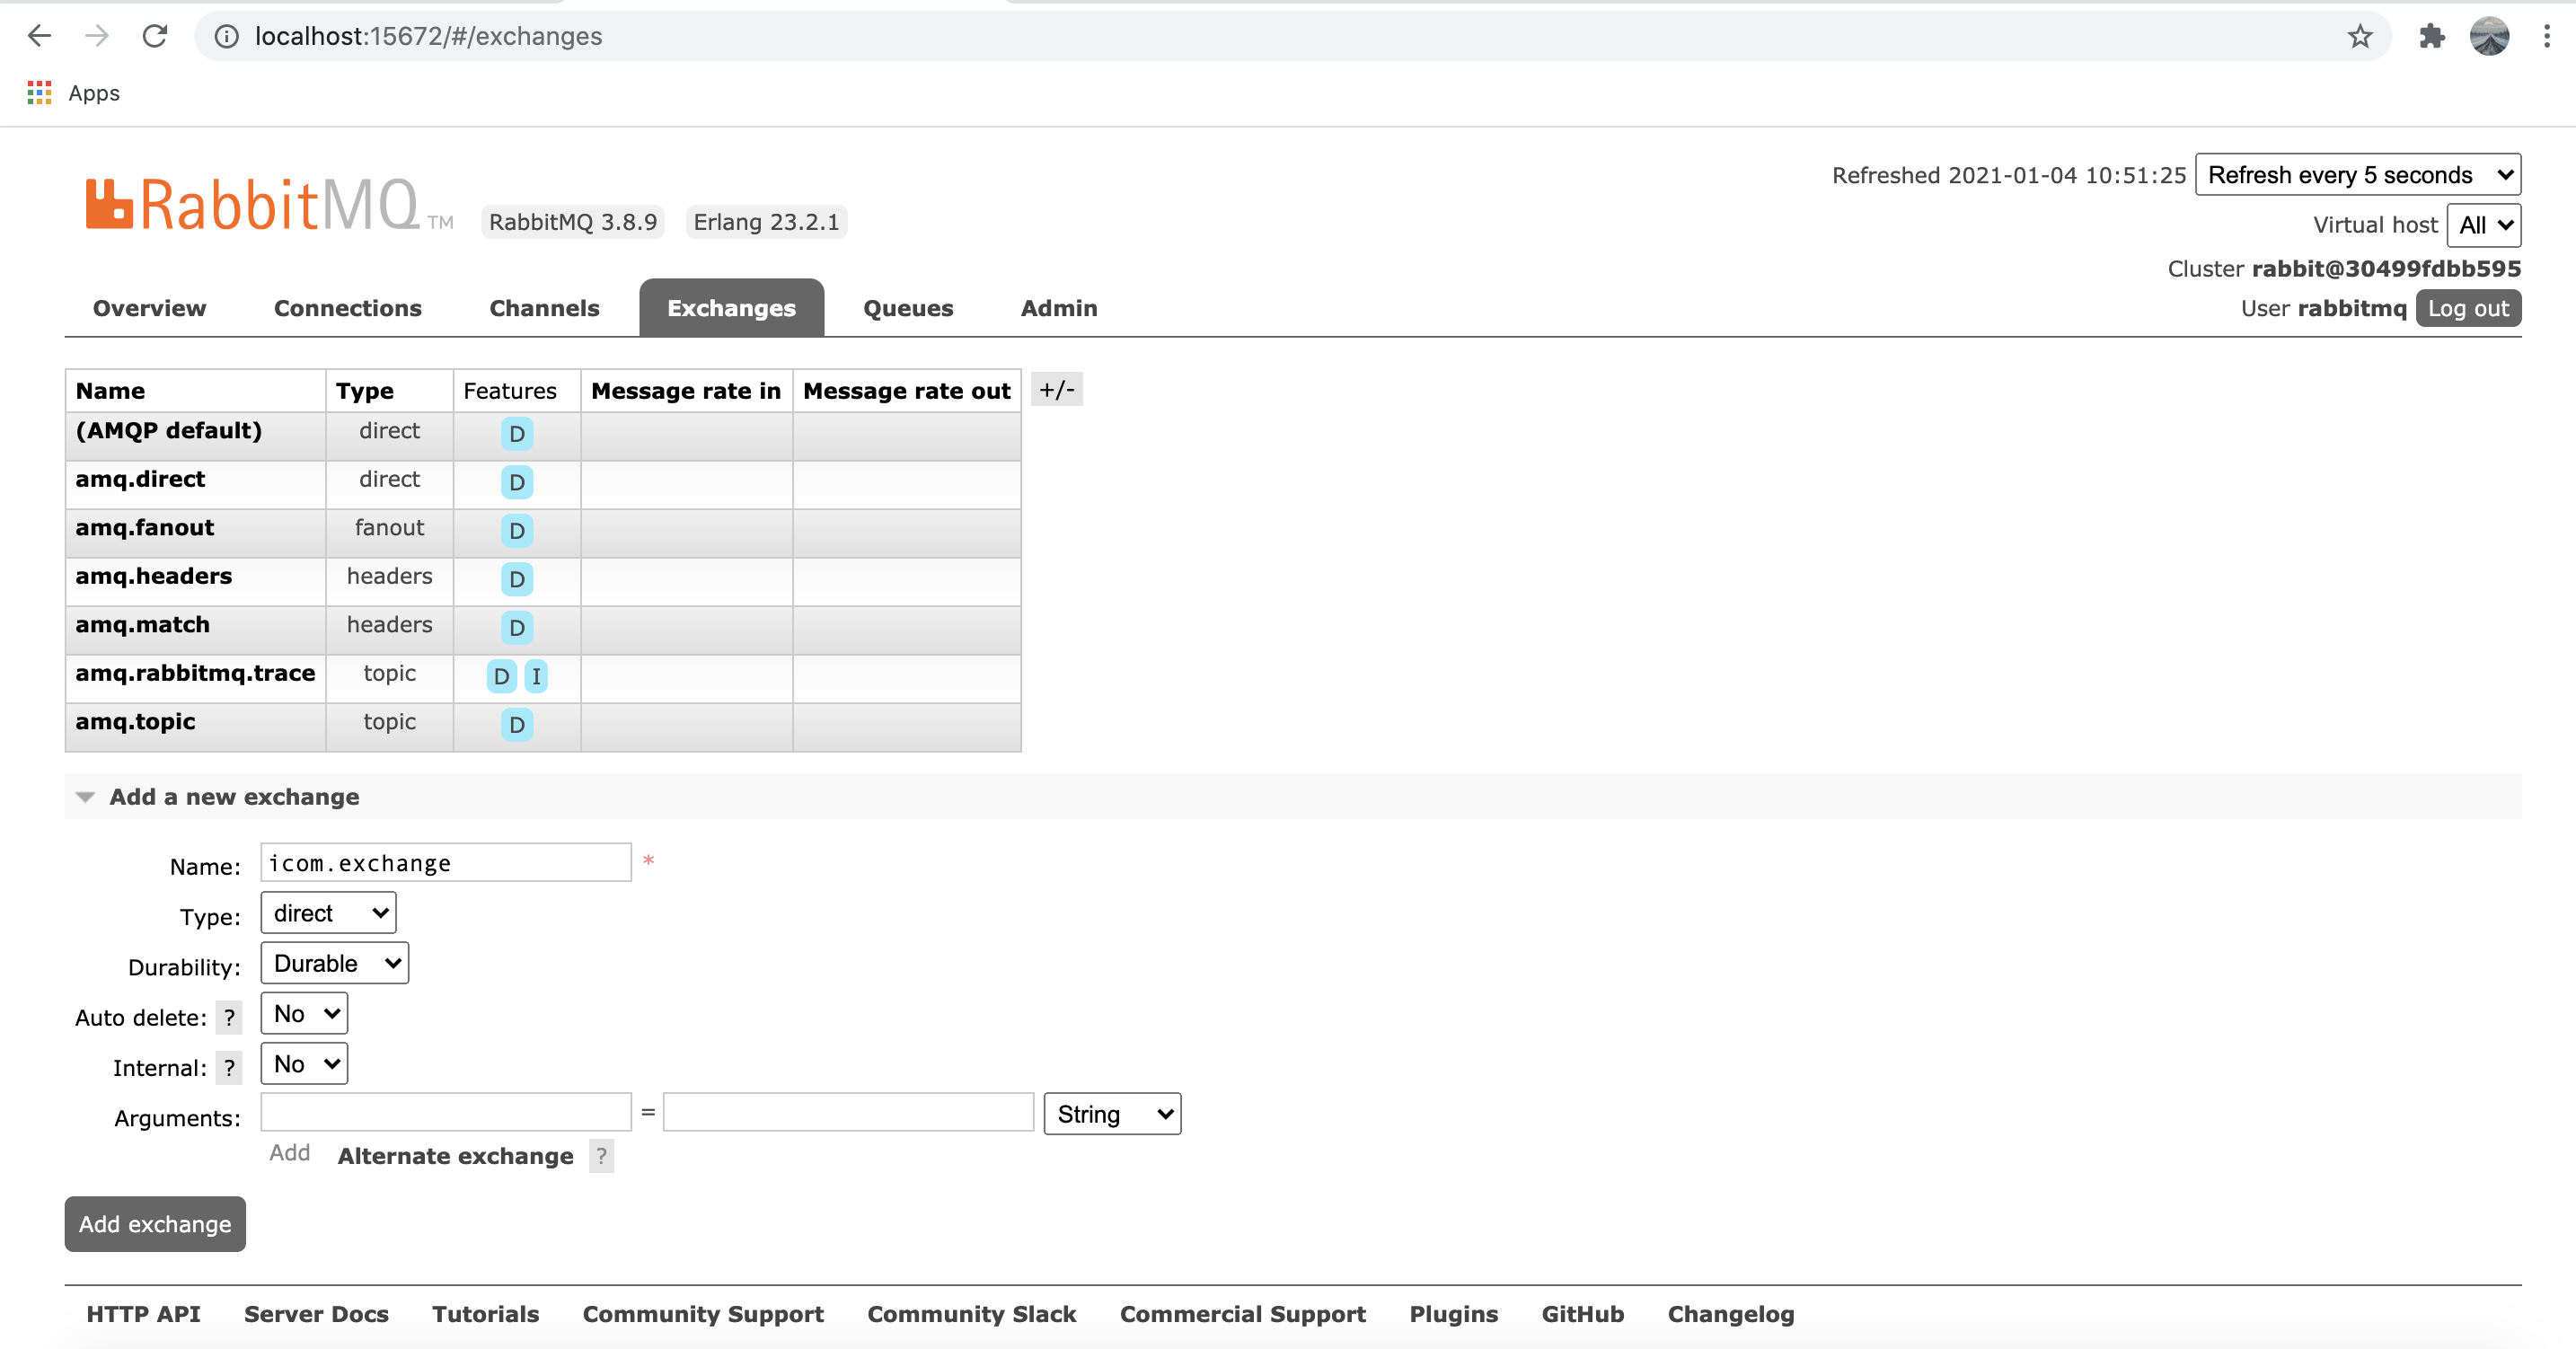 localhost:15672/#/exchanges
Apps
RabbitMQ TM RabbitMQ 3.8.9 Erlang 23.2.1
Refreshed 2021-01-04 10:51:25 Refresh every 5 seconds
Virtual host All
Cluster rabbit@30499fdbb595
User rabbitmq Log out
Overview Connections Channels Exchanges Queues Admin
Name Type Features Message rate in Message rate out +/-
(AMQP default) direct D
amq.direct direct D
amq.fanout fanout D
amq.headers headers D
amq.match headers D
amq.rabbitmq.trace topic D I
amq.topic topic D
Add a new exchange
Name: icom.exchange *
Type: direct
Durability: Durable
Auto delete: ? No
Internal: ? No
Arguments: = String
Add Alternate exchange ?
Add exchange
HTTP API Server Docs Tutorials Community Support Community Slack Commercial Support Plugins GitHub Changelog